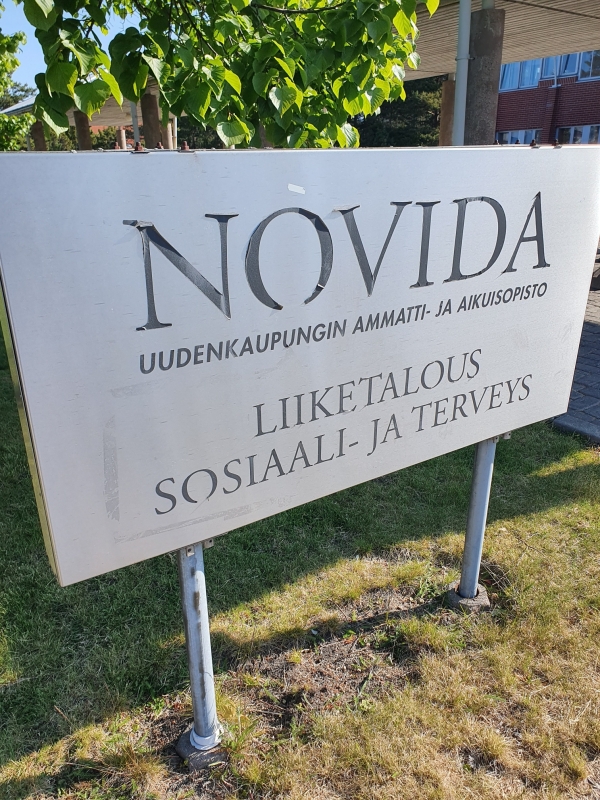 NOVIDA
UUDENKAUPUNGIN AMMATTI- JA AIKUISOPISTO
LIIKETALOUS
SOSIAALI- JA TERVEYS